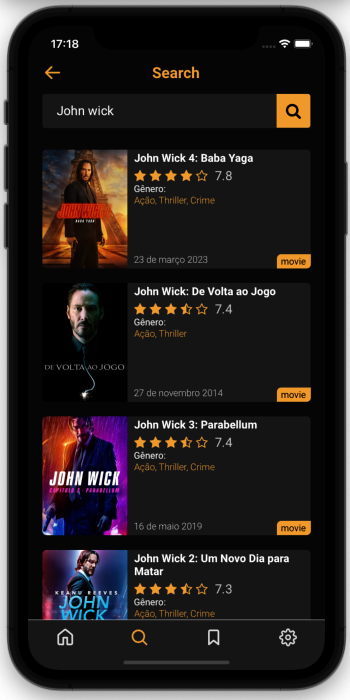 17:18
Search
John wick
John Wick 4: Baba Yaga
7.8
Gênero:
Ação, Thriller, Crime
23 de março 2023
movie
JOHN WICK
BABA YAGA
John Wick: De Volta ao Jogo
7.4
Gênero:
Ação, Thriller
27 de novembro 2014
movie
DE VOLTA AO JOGO
John Wick 3: Parabellum
7.4
Gênero:
Ação, Thriller, Crime
16 de maio 2019
movie
JOHN WICK
CAPÍTULO 3 - PARABELLUM
John Wick 2: Um Novo Dia para
Matar
7.3
Gênero:
Ação, Thriller, Crime
KEANU REEVES
JOHN
WICK